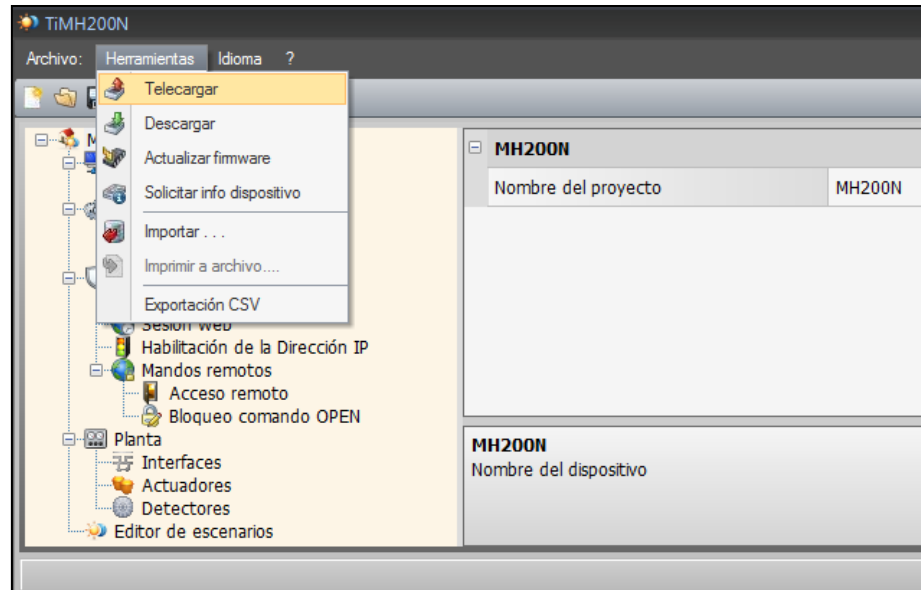 TiMH200N
Archivo: Herramientas Idioma ?
Telecargar
Descargar
Actualizar firmware
Solicitar info dispositivo
Importar . . .
Imprimir a archivo....
Exportación CSV
Sesión web
Habilitación de la Dirección IP
Mandos remotos
Acceso remoto
Bloqueo comando OPEN
Planta
Interfaces
Actuadores
Detectores
Editor de escenarios
MH200N
Nombre del proyecto MH200N
MH200N
Nombre del dispositivo